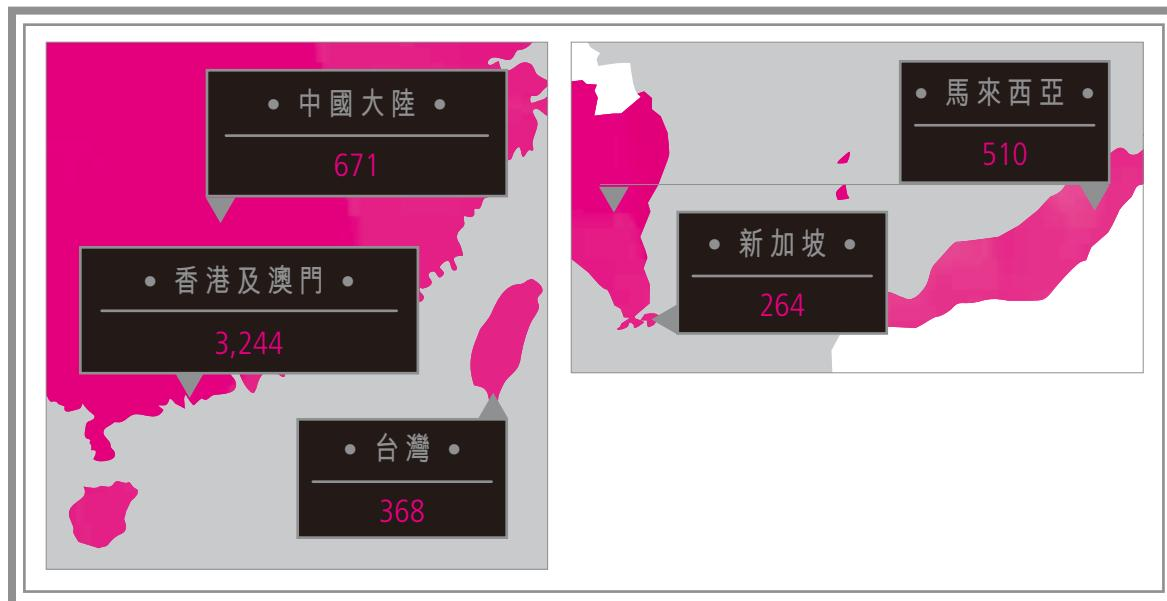 • 中國大陸 •
671
• 香港及澳門 •
3,244
• 台灣 •
368
• 馬來西亞 •
510
• 新加坡 •
264